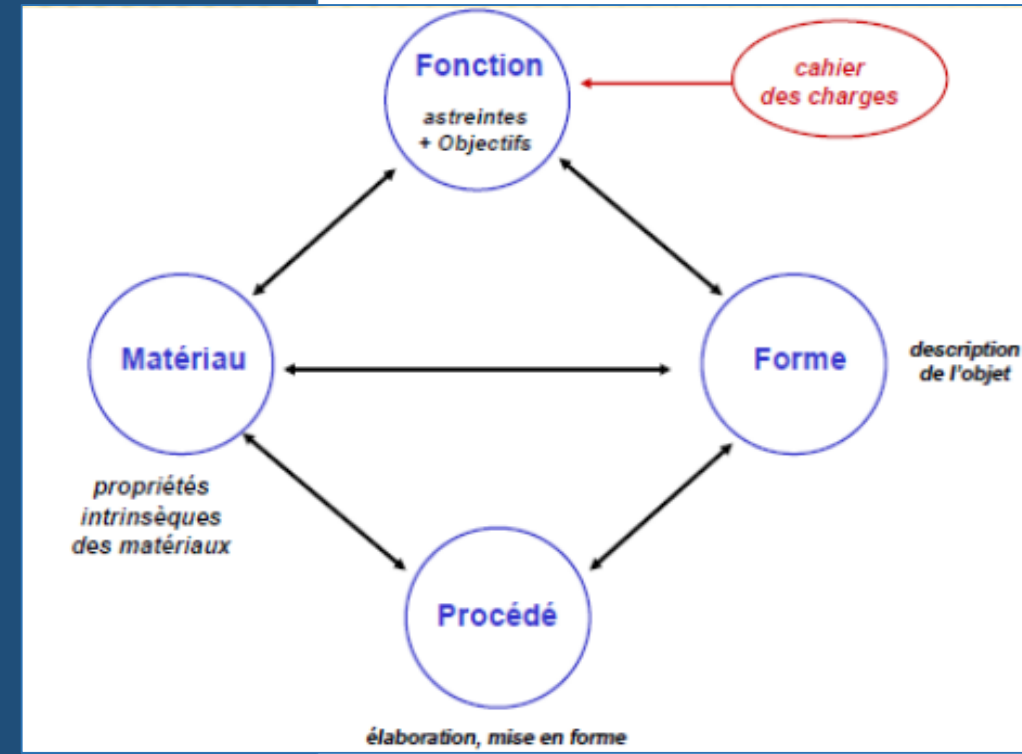 Fonction
astreintes
+ Objectifs
cahier
des charges
Matériau
propriétés
intrinsèques
des matériaux
Forme
description
de l'objet
Procédé
élaboration, mise en forme